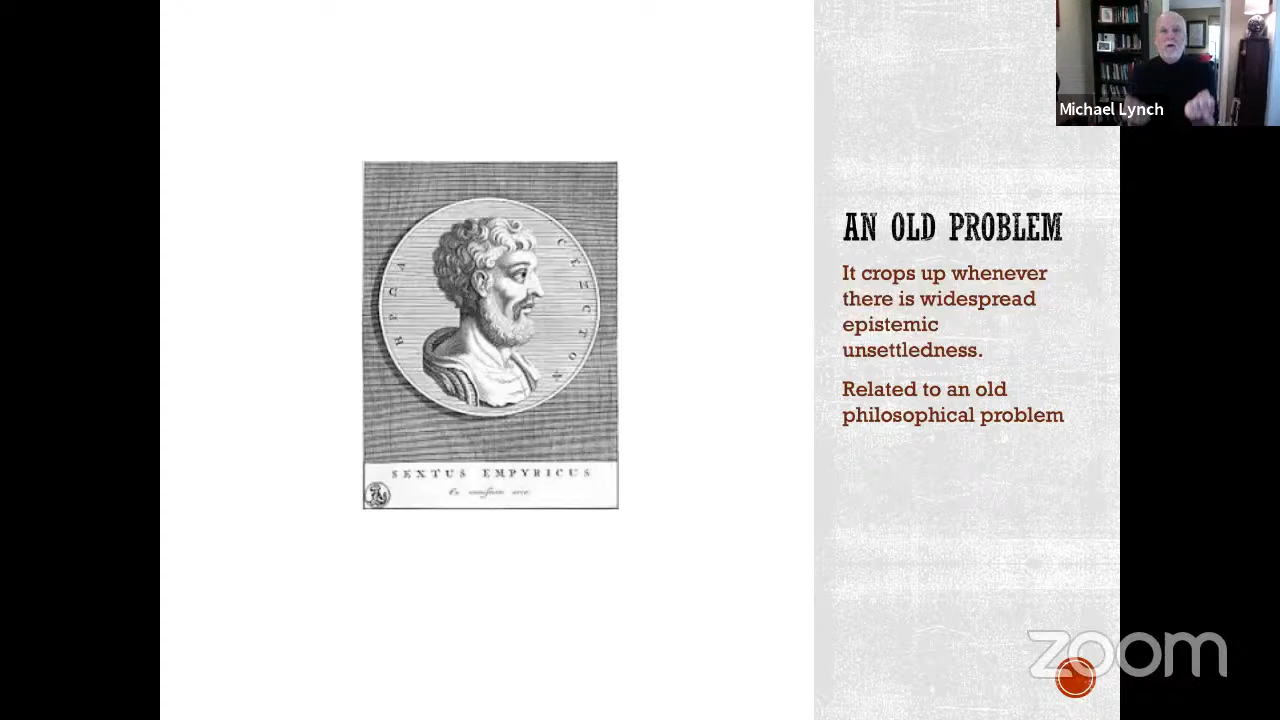 Michael Lynch
AN OLD PROBLEM
It crops up whenever
there is widespread
epistemic
unsettledness.
Related to an old
philosophical problem
SEXTUS EMPYRICUS
zoom